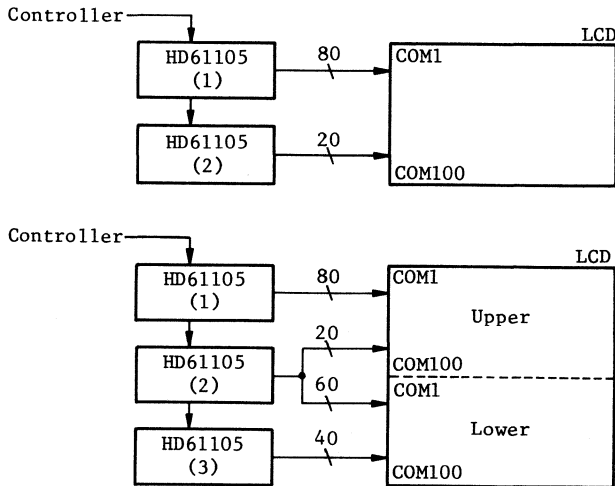 Controller
LCD
HD61105
(1)
80
COM1
HD61105
(2)
20
COM100
Controller
LCD
HD61105
(1)
80
COM1
Upper
HD61105
(2)
20
COM100
60
COM1
Lower
HD61105
(3)
40
COM100